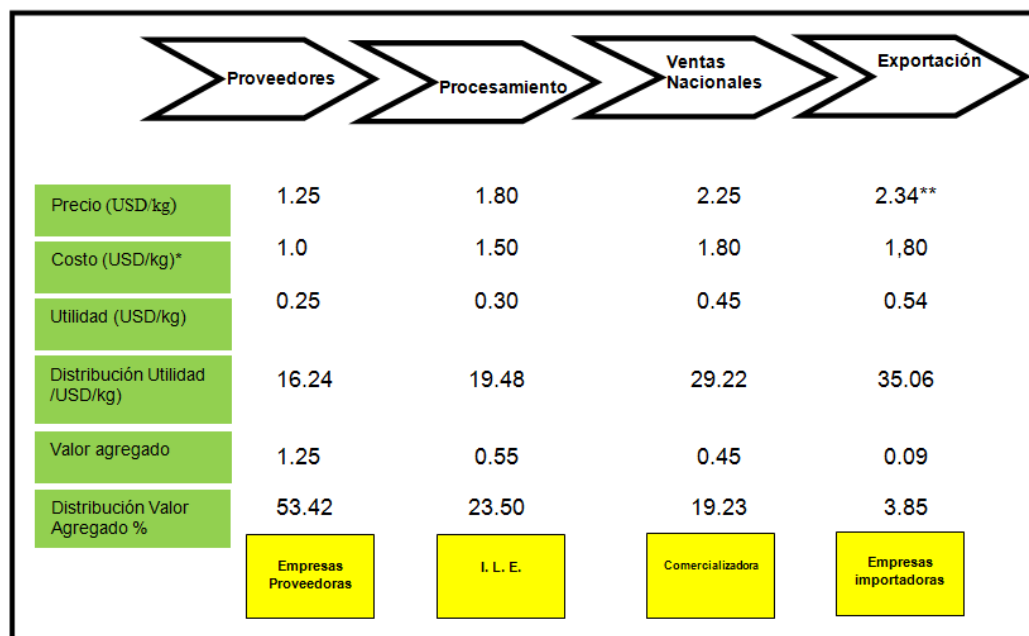 Proveedores
Procesamiento
Ventas
Nacionales
Exportación
Precio (USD/kg) 1.25 1.80 2.25 2.34**
Costo (USD/kg)* 1.0 1.50 1.80 1,80
Utilidad (USD/kg) 0.25 0.30 0.45 0.54
Distribución Utilidad
/USD/kg) 16.24 19.48 29.22 35.06
Valor agregado 1.25 0.55 0.45 0.09
Distribución Valor
Agregado % 53.42 23.50 19.23 3.85
Empresas
Proveedoras
I. L. E.
Comercializadora
Empresas
importadoras